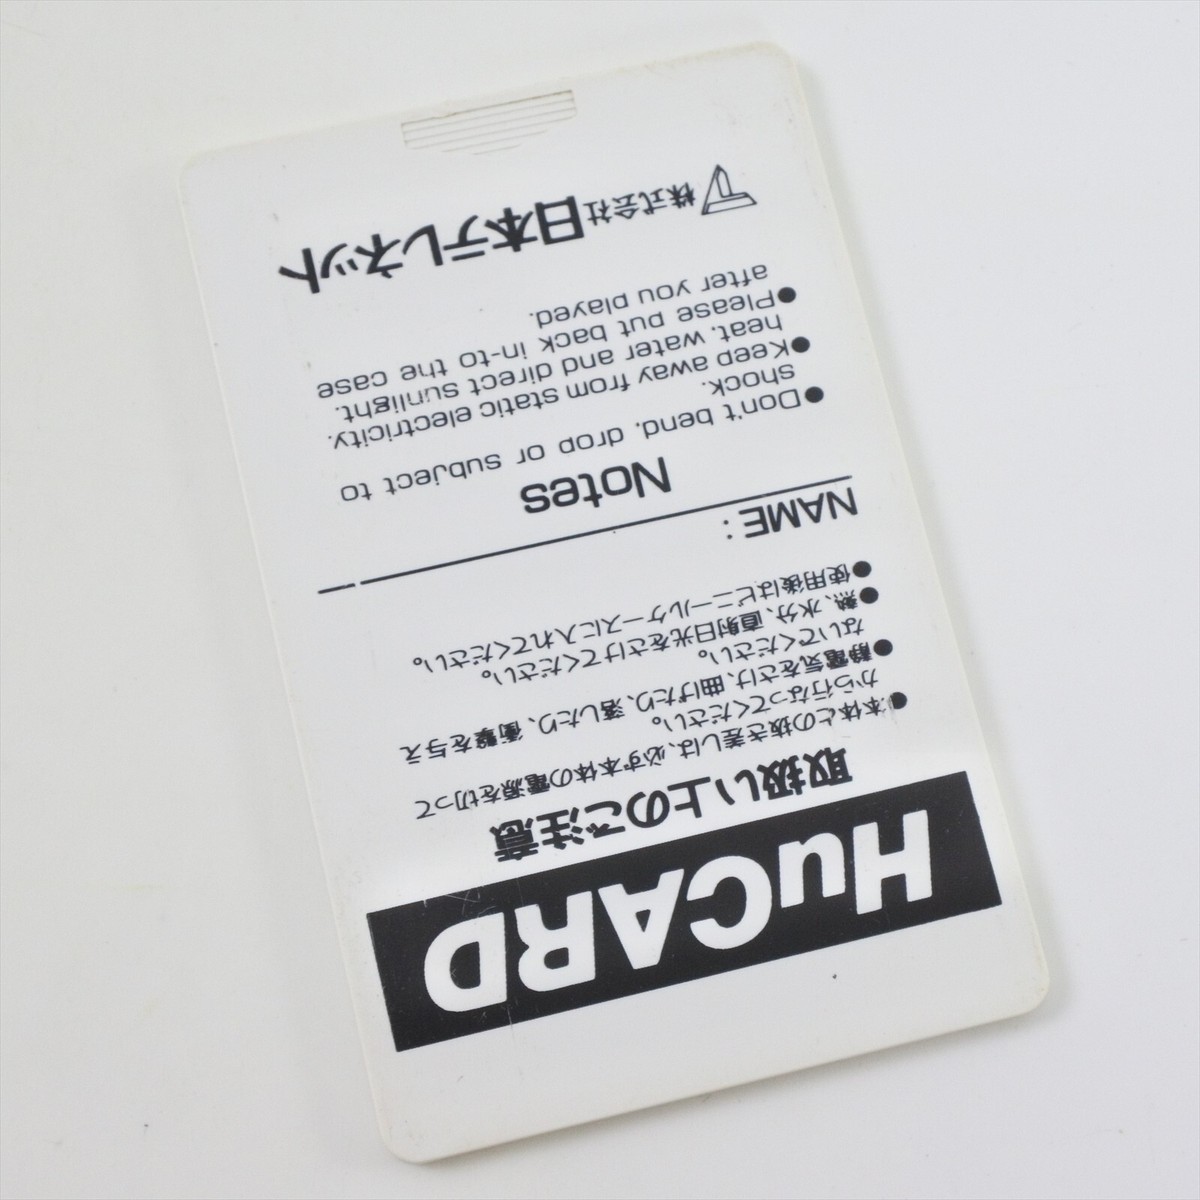 HuCARD
取扱い上のご注意
●本体との抜き差しは、必ず本体の電源を切って
から行なってください。
●静電気をさけ、曲げたり、落したり、衝撃を与え
ないでください。
●熱、水分、直射日光をさけてください。
●使用後はビニールケースに入れてください。
NAME :
Notes
●Don't bend, drop or subject to
shock.
●Keep away from static electricity,
heat, water and direct sunlight.
●Please put back in-to the case
after you played.
株式会社日本テレネット